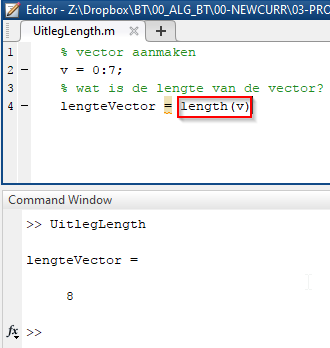 Editor - Z:\Dropbox\BT\00_ALG_BT\00-NEWCURR\03-PRO
UitlegLength.m × +
1 % vector aanmaken
2 - v = 0:7;
3 % wat is de lengte van de vector?
4 - lengteVector = length(v)
Command Window
>> UitlegLength
lengteVector =
8
fx >>